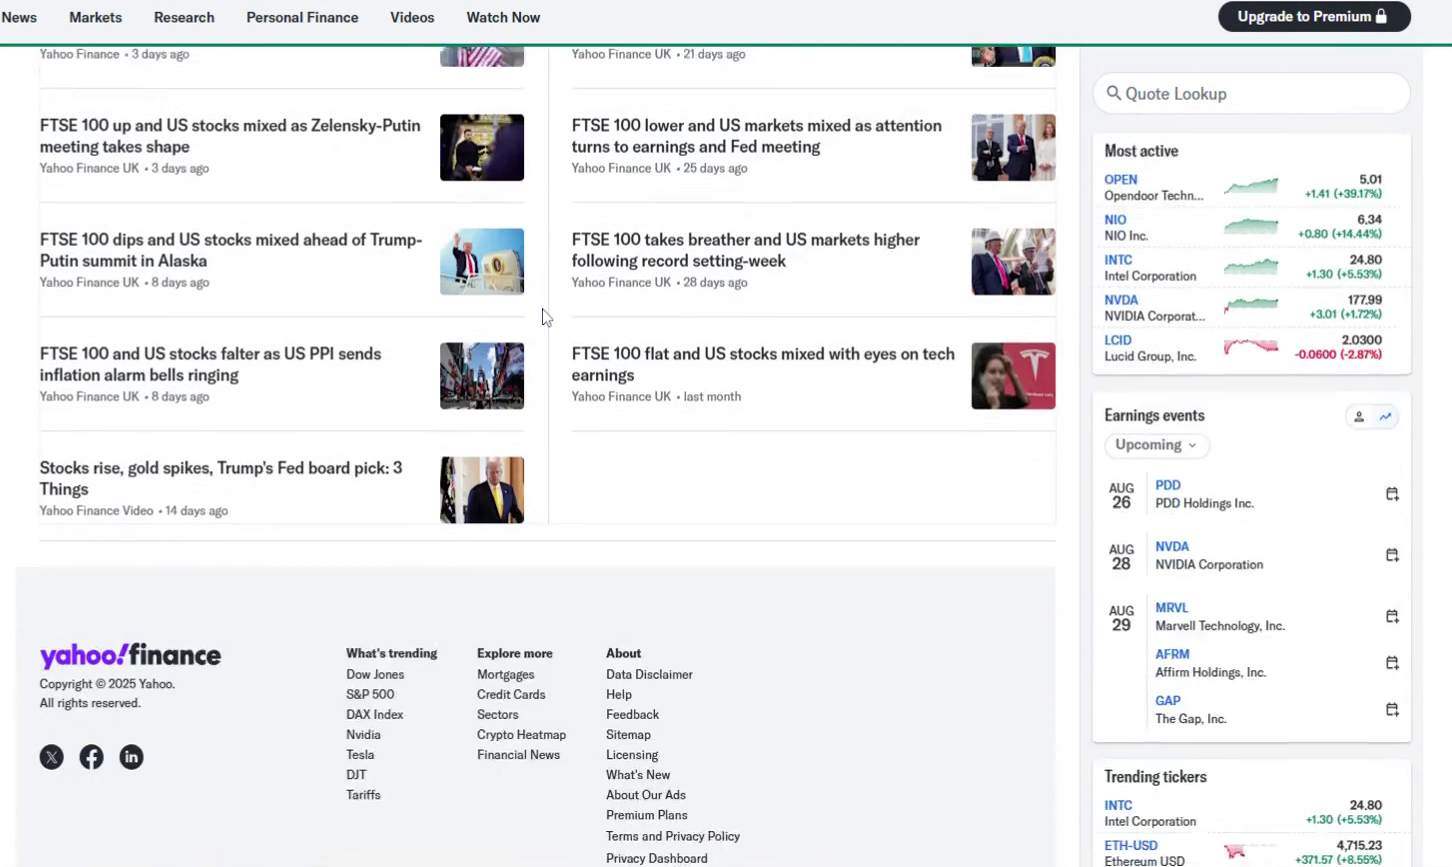 News
Markets
Research
Personal Finance
Videos
Watch Now
Upgrade to Premium
Yahoo Finance • 3 days ago
FTSE 100 up and US stocks mixed as Zelensky-Putin
meeting takes shape
Yahoo Finance UK • 3 days ago
FTSE 100 dips and US stocks mixed ahead of Trump-
Putin summit in Alaska
Yahoo Finance UK • 8 days ago
FTSE 100 and US stocks falter as US PPI sends
inflation alarm bells ringing
Yahoo Finance UK • 8 days ago
Stocks rise, gold spikes, Trump's Fed board pick: 3
Things
Yahoo Finance Video • 14 days ago
Yahoo Finance UK • 21 days ago
FTSE 100 lower and US markets mixed as attention
turns to earnings and Fed meeting
Yahoo Finance UK • 25 days ago
FTSE 100 takes breather and US markets higher
following record setting-week
Yahoo Finance UK • 28 days ago
FTSE 100 flat and US stocks mixed with eyes on tech
earnings
Yahoo Finance UK • last month
Quote Lookup
Most active
OPEN 5.01
Opendoor Techn... +1.41 (+39.17%)
NIO 6.34
NIO Inc. +0.80 (+14.44%)
INTC 24.80
Intel Corporation +1.30 (+5.53%)
NVDA 177.99
NVIDIA Corporat... +3.01 (+1.72%)
LCID 2.0300
Lucid Group, Inc. -0.0600 (-2.87%)
Earnings events
Upcoming
AUG
26
PDD
PDD Holdings Inc.
AUG
28
NVDA
NVIDIA Corporation
AUG
29
MRVL
Marvell Technology, Inc.
AFRM
Affirm Holdings, Inc.
GAP
The Gap, Inc.
Trending tickers
INTC 24.80
Intel Corporation +1.30 (+5.53%)
ETH-USD 4,715.23
Ethereum USD +371.57 (+8.55%)
yahoo!finance
Copyright © 2025 Yahoo.
All rights reserved.
What's trending
Dow Jones
S&P 500
DAX Index
Nvidia
Tesla
DJT
Tariffs
Explore more
Mortgages
Credit Cards
Sectors
Crypto Heatmap
Financial News
About
Data Disclaimer
Help
Feedback
Sitemap
Licensing
What's New
About Our Ads
Premium Plans
Terms and Privacy Policy
Privacy Dashboard